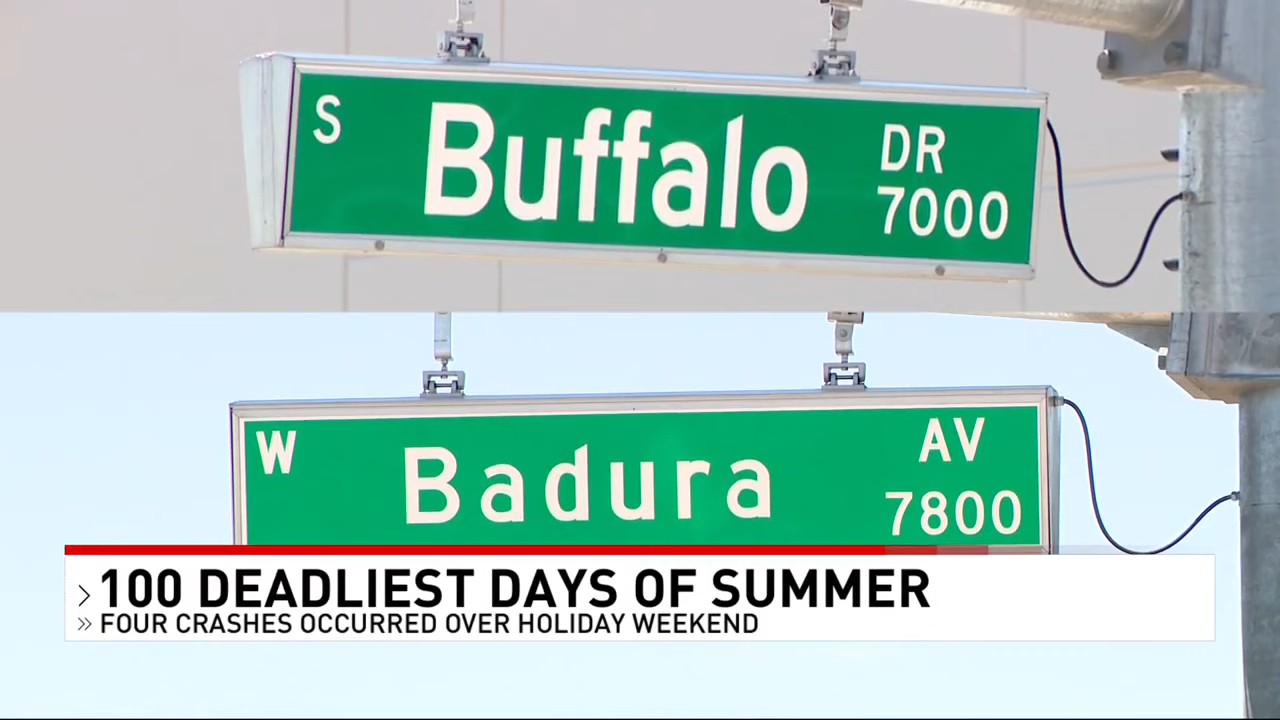 S Buffalo DR
7000
W Badura AV
7800
100 DEADLIEST DAYS OF SUMMER
FOUR CRASHES OCCURRED OVER HOLIDAY WEEKEND